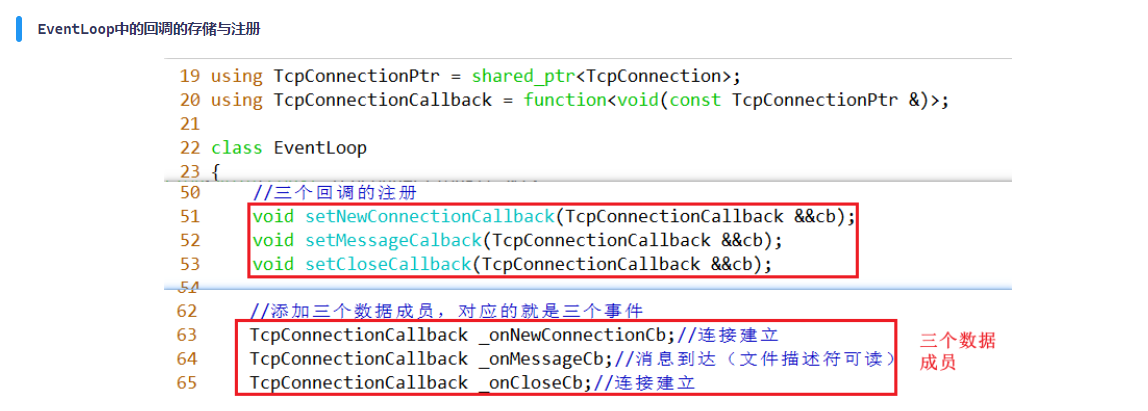 EventLoop中的回调的存储与注册
19 using TcpConnectionPtr = shared_ptr<TcpConnection>;
20 using TcpConnectionCallback = function<void(const TcpConnectionPtr &)>;
21
22 class EventLoop
23 {
50 //三个回调的注册
51 void setNewConnectionCallback(TcpConnectionCallback &&cb);
52 void setMessageCalback(TcpConnectionCallback &&cb);
53 void setCloseCallback(TcpConnectionCallback &&cb);
54
62 //添加三个数据成员，对应的就是三个事件
63 TcpConnectionCallback _onNewConnectionCb;//连接建立
64 TcpConnectionCallback _onMessageCb;//消息到达（文件描述符可读）
65 TcpConnectionCallback _onCloseCb;//连接建立
三个数据
成员